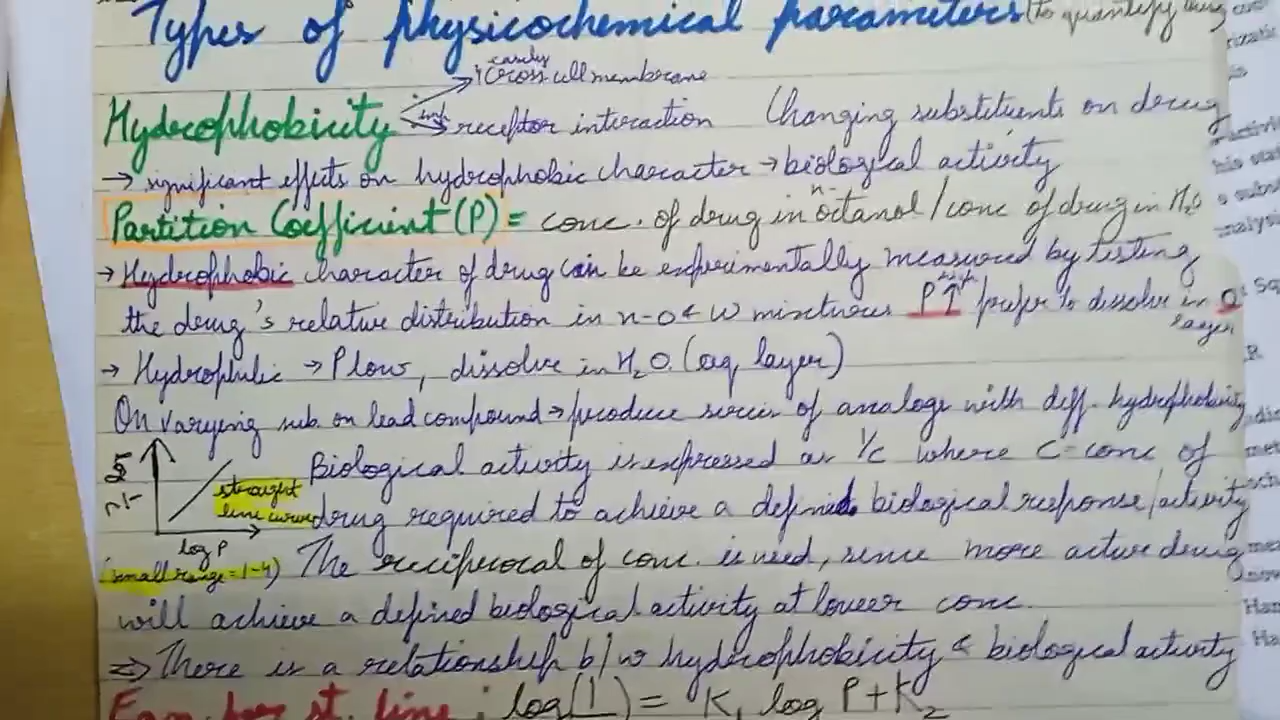 Types of physicochemical parameters (to quantify drug
easily
cross cell membrane
Hydrophobicity imp receptor interaction Changing substituents on drug
→ significant effects on hydrophobic character → biological activity
Partition Coefficient (P) = conc. of drug in n-octanol / conc of drug in H2O
→ Hydrophobic character of drug can be experimentally measured by testing
the drug's relative distribution in n-O & W mixtures P↑ high prefer to dissolve in O layer
→ Hydrophilic → P low, dissolve in H2O (aq layer)
On varying sub on lead compound → produce series of analogs with diff. hydrophobicity
Biological activity is expressed as 1/c where C = conc of
straight
line curve drug required to achieve a defined biological response/activity
log P
(small range = 1-4) The reciprocal of conc. is used, since more active drug
will achieve a defined biological activity at lower conc.
⇒ There is a relationship b/w hydrophobicity & biological activity
Eqn. for st. line : log(1 ) = K1 log P + K2